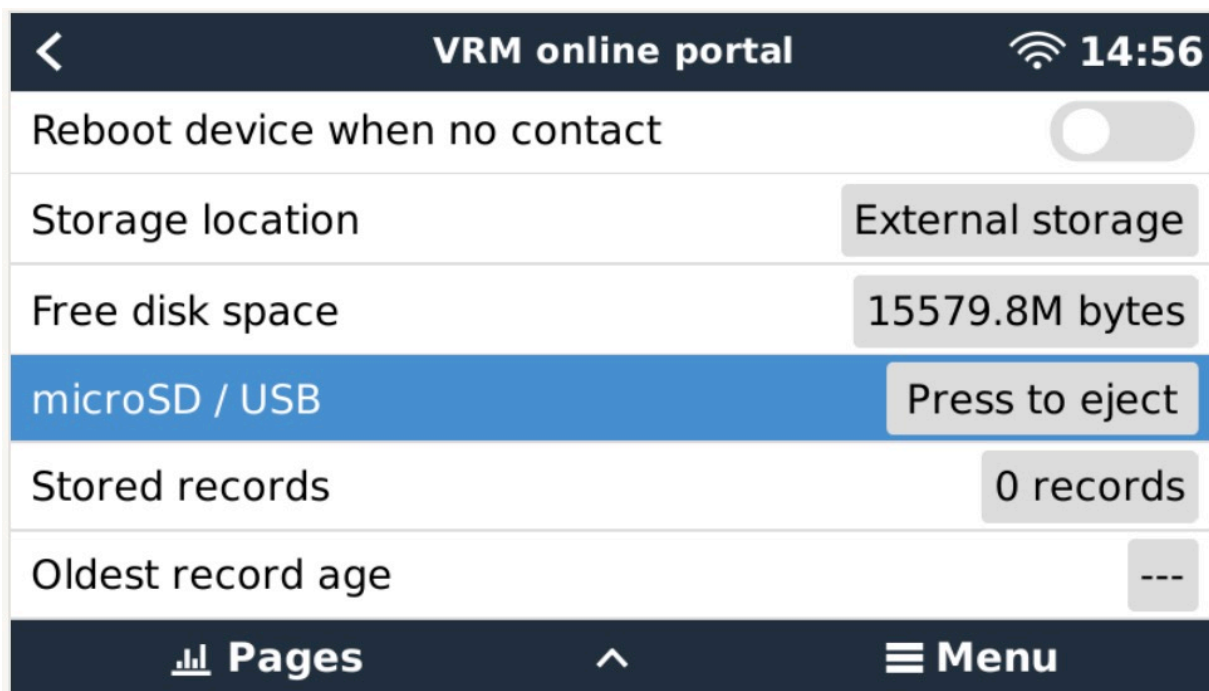 VRM online portal 14:56
Reboot device when no contact
Storage location External storage
Free disk space 15579.8M bytes
microSD / USB Press to eject
Stored records 0 records
Oldest record age ---
Pages Menu